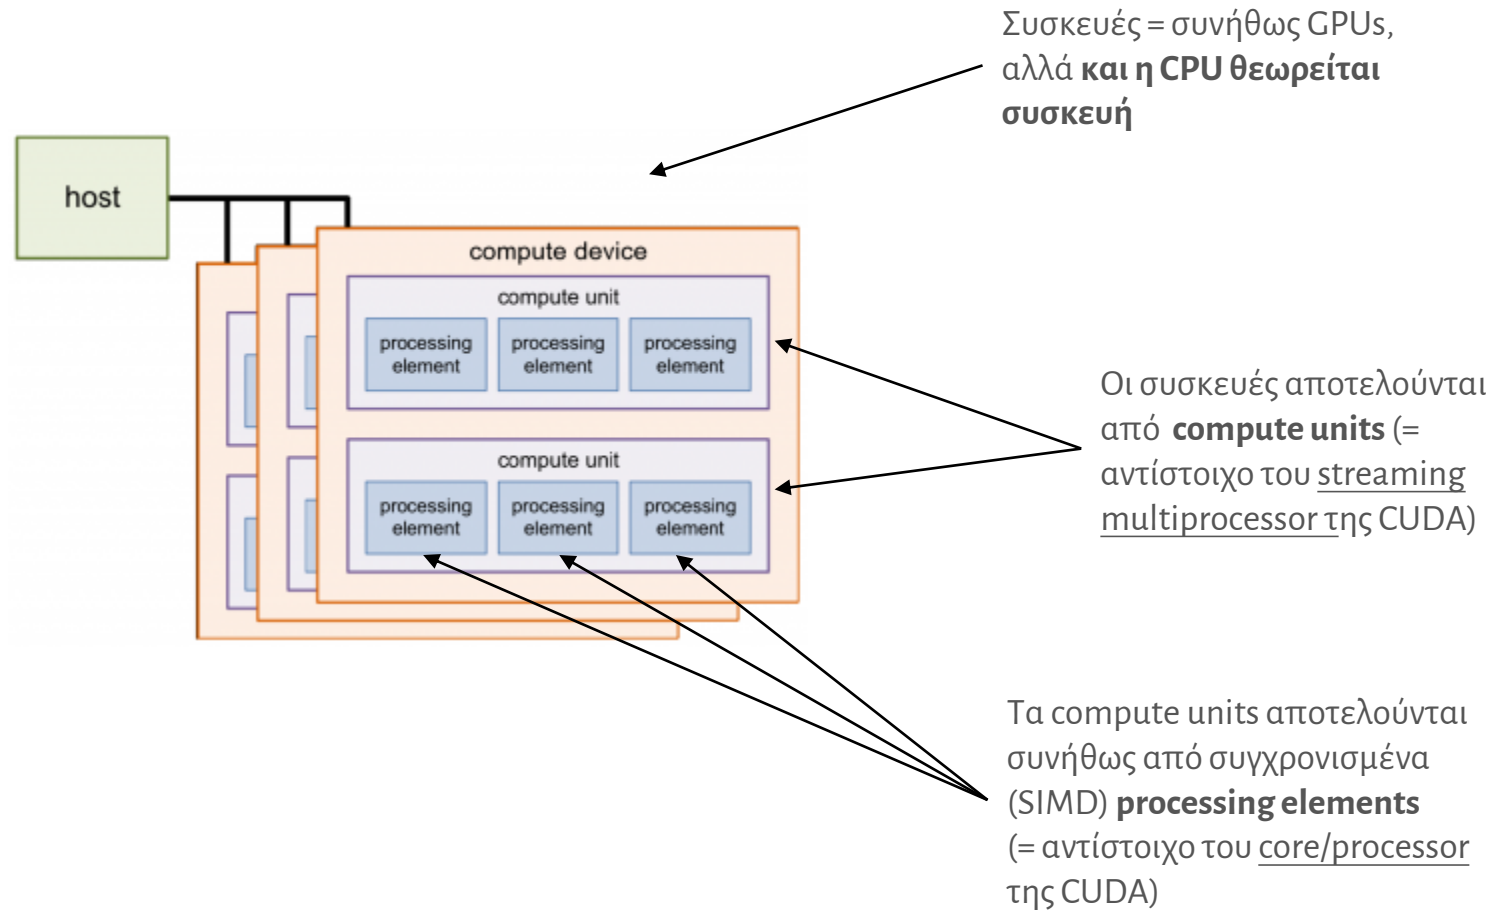 Συσκευές = συνήθως GPUs,
αλλά και η CPU θεωρείται
συσκευή
host
compute device
compute unit
processing
element
processing
element
processing
element
compute unit
processing
element
processing
element
processing
element
Οι συσκευές αποτελούνται
από compute units (=
αντίστοιχο του streaming
multiprocessor της CUDA)
Τα compute units αποτελούνται
συνήθως από συγχρονισμένα
(SIMD) processing elements
(= αντίστοιχο του core/processor
της CUDA)